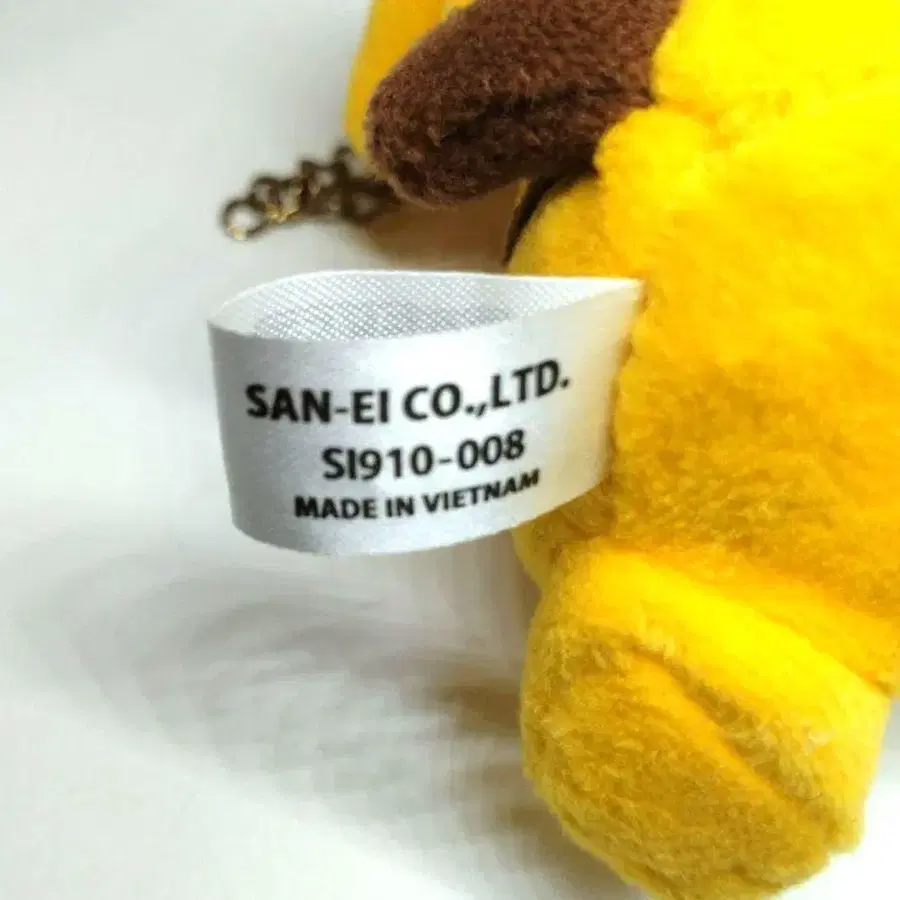 SAN-EI CO.,LTD.
SI910-008
MADE IN VIETNAM